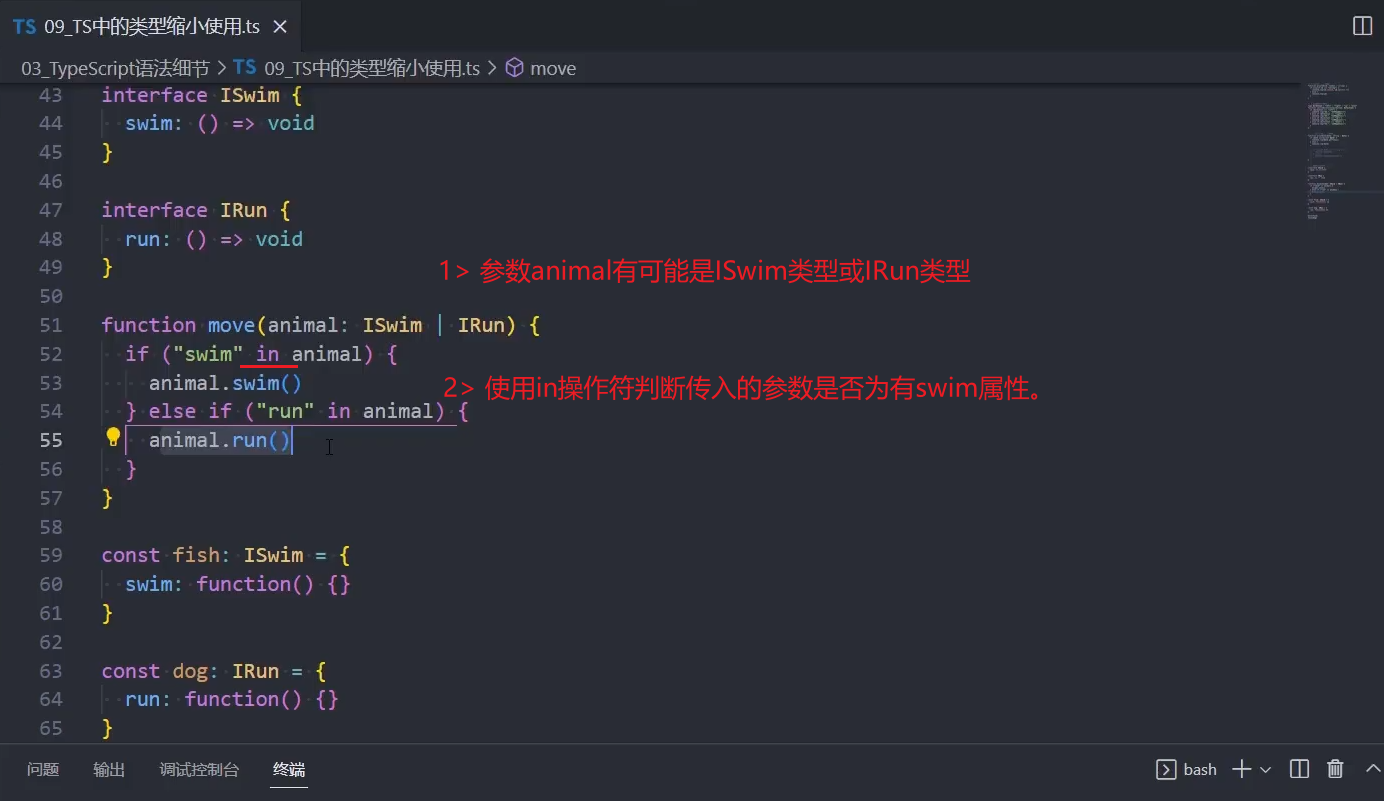 TS 09_TS中的类型缩小使用.ts ×
03_TypeScript语法细节 > TS 09_TS中的类型缩小使用.ts > move
43 interface ISwim {
44 swim: () => void
45 }
46
47 interface IRun {
48 run: () => void
49 }
1> 参数animal有可能是ISwim类型或IRun类型
50
51 function move(animal: ISwim | IRun) {
52 if ("swim" in animal) {
53 animal.swim()
2> 使用in操作符判断传入的参数是否为有swim属性。
54 } else if ("run" in animal) {
55 animal.run()
56 }
57 }
58
59 const fish: ISwim = {
60 swim: function() {}
61 }
62
63 const dog: IRun = {
64 run: function() {}
65 }
问题 输出 调试控制台 终端 bash